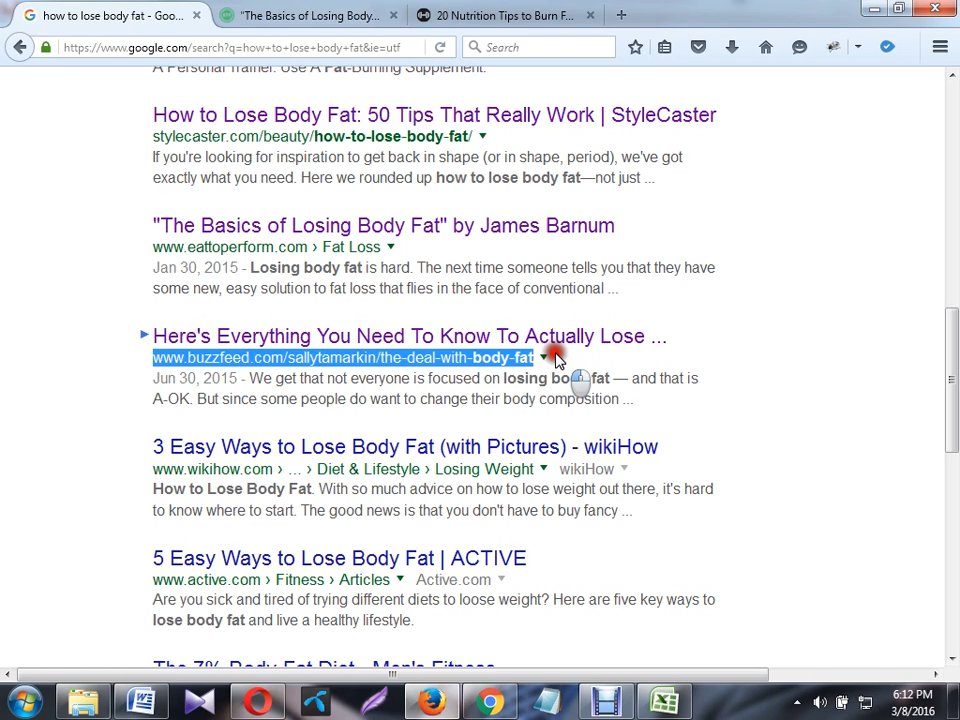 how to lose body fat - Goo...
"The Basics of Losing Body...
20 Nutrition Tips to Burn F...
https://www.google.com/search?q=how+to+lose+body+fat&ie=utf
Search
A Personal Trainer. Use A Fat-Burning Supplement.
How to Lose Body Fat: 50 Tips That Really Work | StyleCaster
stylecaster.com/beauty/how-to-lose-body-fat/
If you're looking for inspiration to get back in shape (or in shape, period), we've got
exactly what you need. Here we rounded up how to lose body fat—not just ...
"The Basics of Losing Body Fat" by James Barnum
www.eattoperform.com › Fat Loss
Jan 30, 2015 - Losing body fat is hard. The next time someone tells you that they have
some new, easy solution to fat loss that flies in the face of conventional ...
Here's Everything You Need To Know To Actually Lose ...
www.buzzfeed.com/sallytamarkin/the-deal-with-body-fat
Jun 30, 2015 - We get that not everyone is focused on losing body fat — and that is
A-OK. But since some people do want to change their body composition ...
3 Easy Ways to Lose Body Fat (with Pictures) - wikiHow
www.wikihow.com › ... › Diet & Lifestyle › Losing Weight wikiHow
How to Lose Body Fat. With so much advice on how to lose weight out there, it's hard
to know where to start. The good news is that you don't have to buy fancy ...
5 Easy Ways to Lose Body Fat | ACTIVE
www.active.com › Fitness › Articles Active.com
Are you sick and tired of trying different diets to loose weight? Here are five key ways to
lose body fat and live a healthy lifestyle.
The 7% Body Fat Diet - Men's Fitness
6:12 PM
3/8/2016